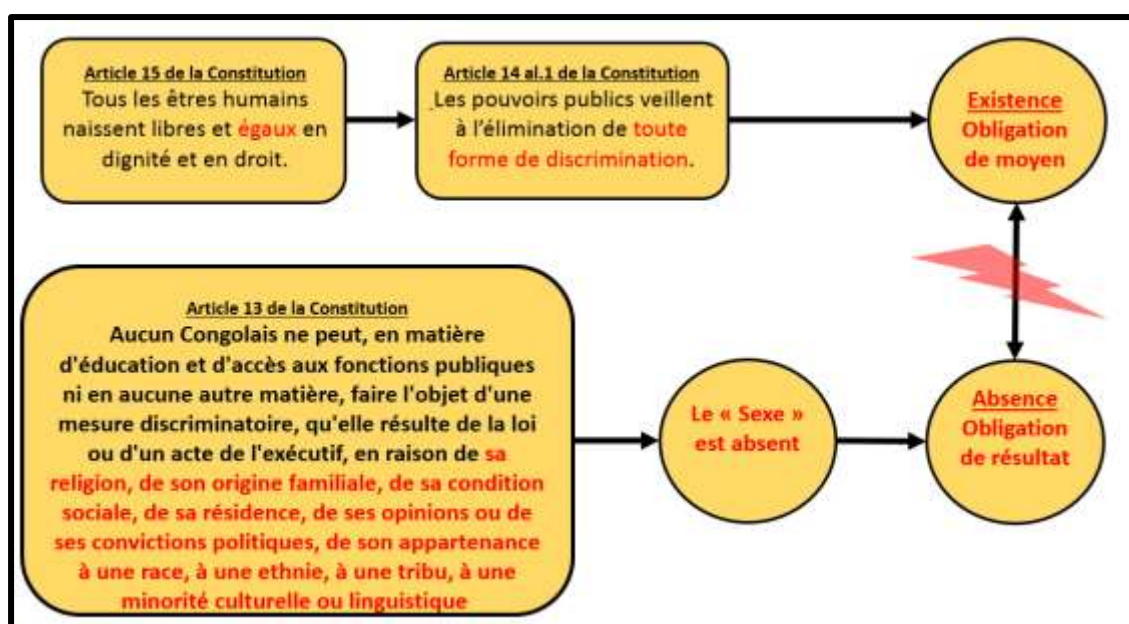 Article 15 de la Constitution
Tous les êtres humains
naissent libres et égaux en
dignité et en droit.
Article 14 al.1 de la Constitution
Les pouvoirs publics veillent
à l'élimination de toute
forme de discrimination.
Existence
Obligation
de moyen
Article 13 de la Constitution
Aucun Congolais ne peut, en matière
d'éducation et d'accès aux fonctions publiques
ni en aucune autre matière, faire l'objet d'une
mesure discriminatoire, qu'elle résulte de la loi
ou d'un acte de l'exécutif, en raison de sa
religion, de son origine familiale, de sa condition
sociale, de sa résidence, de ses opinions ou de
ses convictions politiques, de son appartenance
à une race, à une ethnie, à une tribu, à une
minorité culturelle ou linguistique
Le « Sexe »
est absent
Absence
Obligation
de résultat